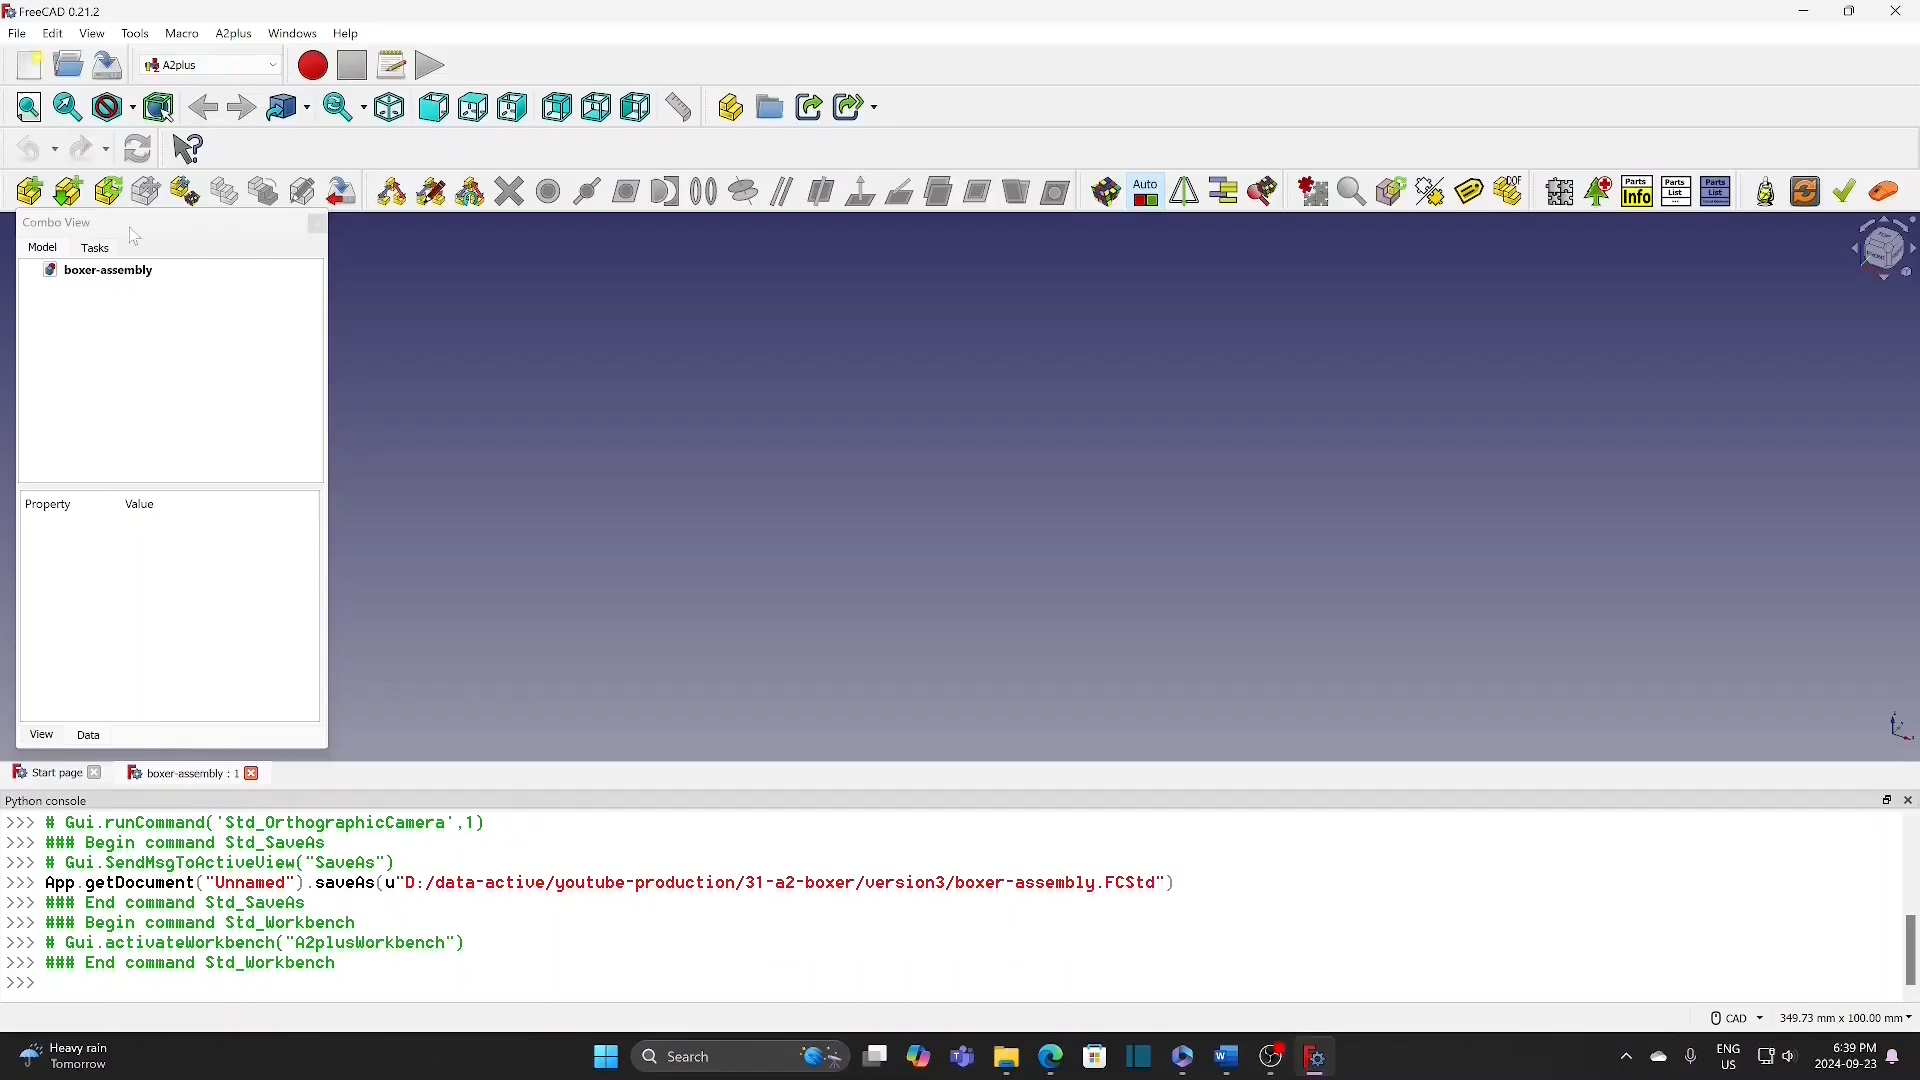 FreeCAD 0.21.2
File Edit View Tools Macro A2plus Windows Help
A2plus
Auto
DOF
Parts Info
Parts List
Parts List
Combo View
Model Tasks
boxer-assembly
Property Value
View Data
Start page boxer-assembly : 1
Python console
>>> # Gui.runCommand('Std_OrthographicCamera',1)
>>> ### Begin command Std_SaveAs
>>> # Gui.SendMsgToActiveView("SaveAs")
>>> App.getDocument("Unnamed").saveAs(u"D:/data-active/youtube-production/31-a2-boxer/version3/boxer-assembly.FCStd")
>>> ### End command Std_SaveAs
>>> ### Begin command Std_Workbench
>>> # Gui.activateWorkbench("A2plusWorkbench")
>>> ### End command Std_Workbench
>>>
CAD 349.73 mm x 100.00 mm
Heavy rain
Tomorrow
Search
ENG
US
6:39 PM
2024-09-23